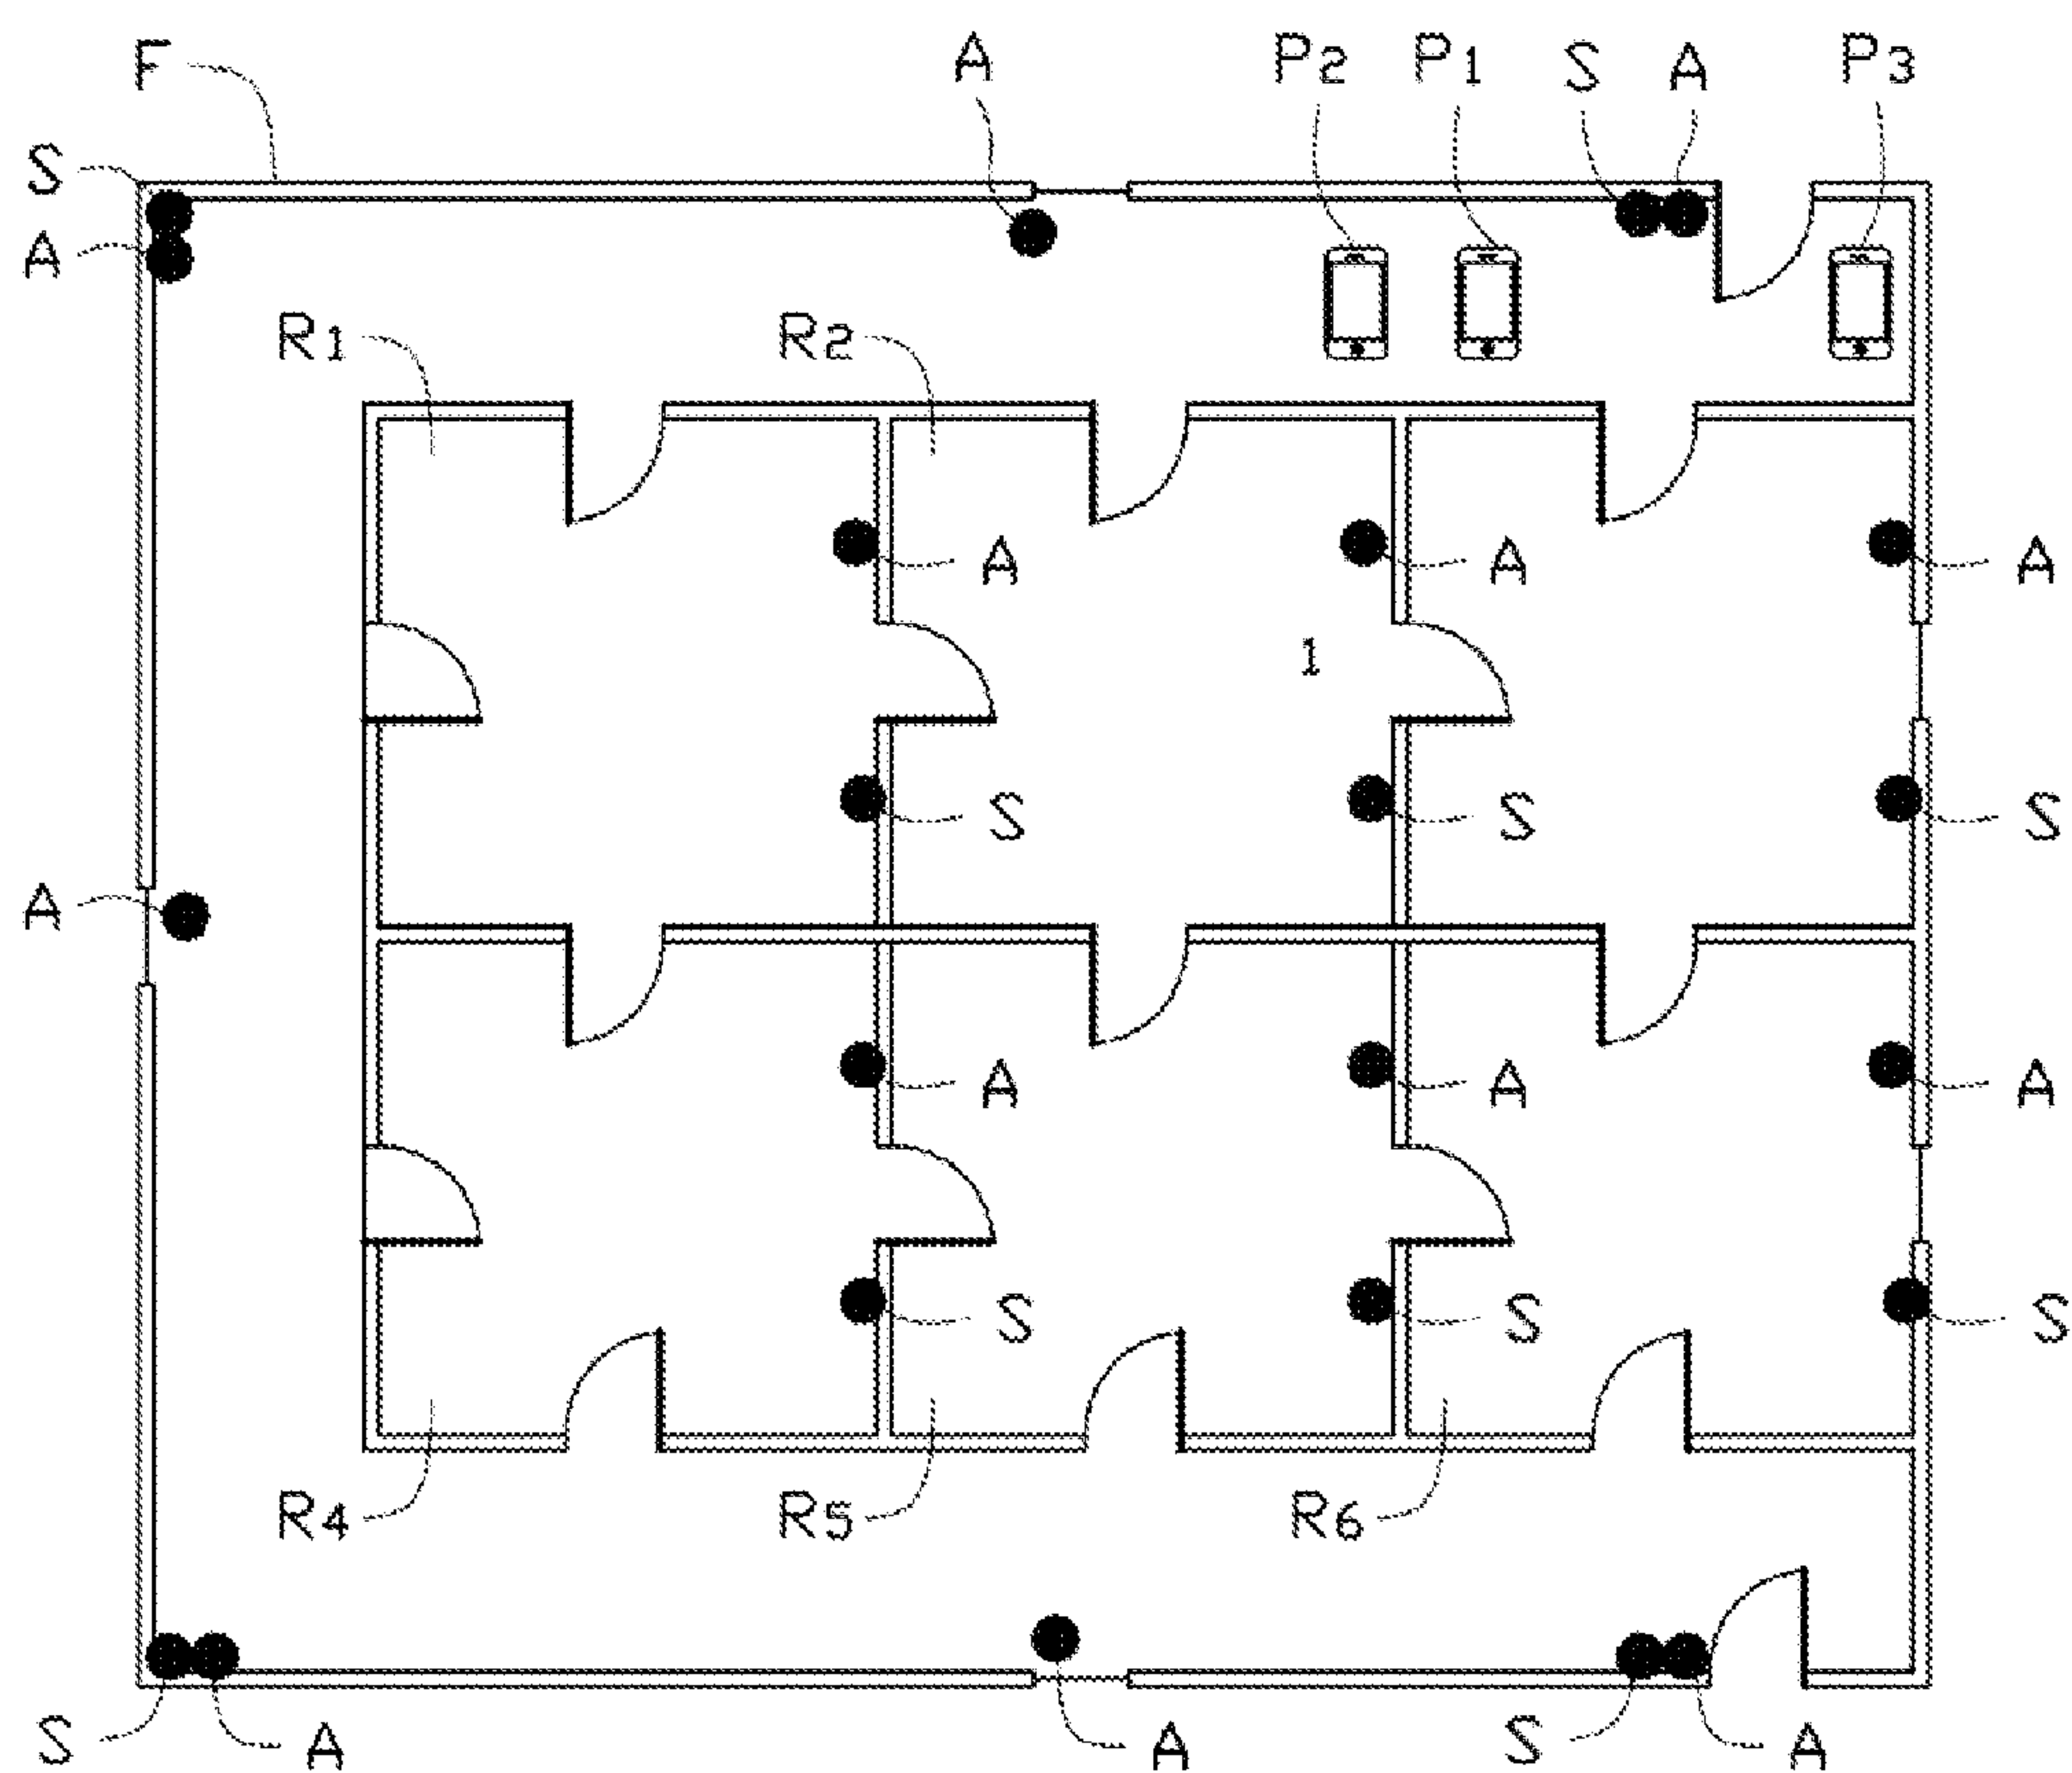 F A P2 P1 S A P3
S
A
R1 R2
A A A
1
S S S
A
A A A
S S S
R4 R5 R6
S A A S A